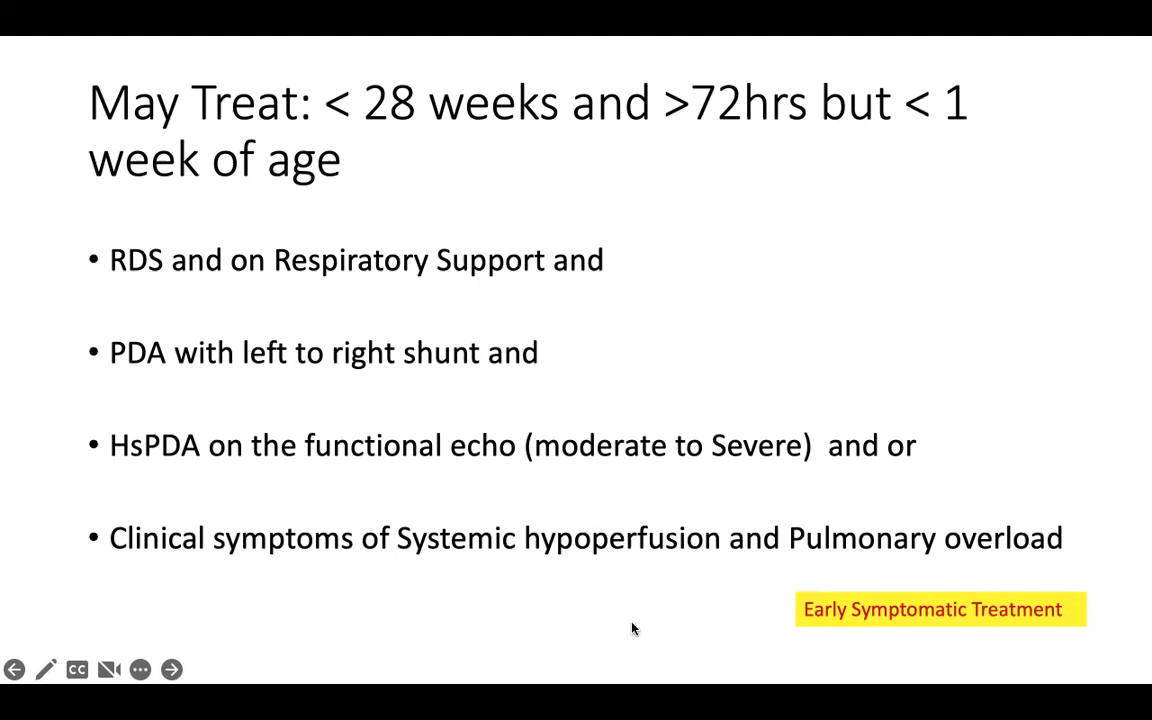 May Treat: < 28 weeks and >72hrs but < 1
week of age
• RDS and on Respiratory Support and
• PDA with left to right shunt and
• HsPDA on the functional echo (moderate to Severe)  and or
• Clinical symptoms of Systemic hypoperfusion and Pulmonary overload
Early Symptomatic Treatment
CC